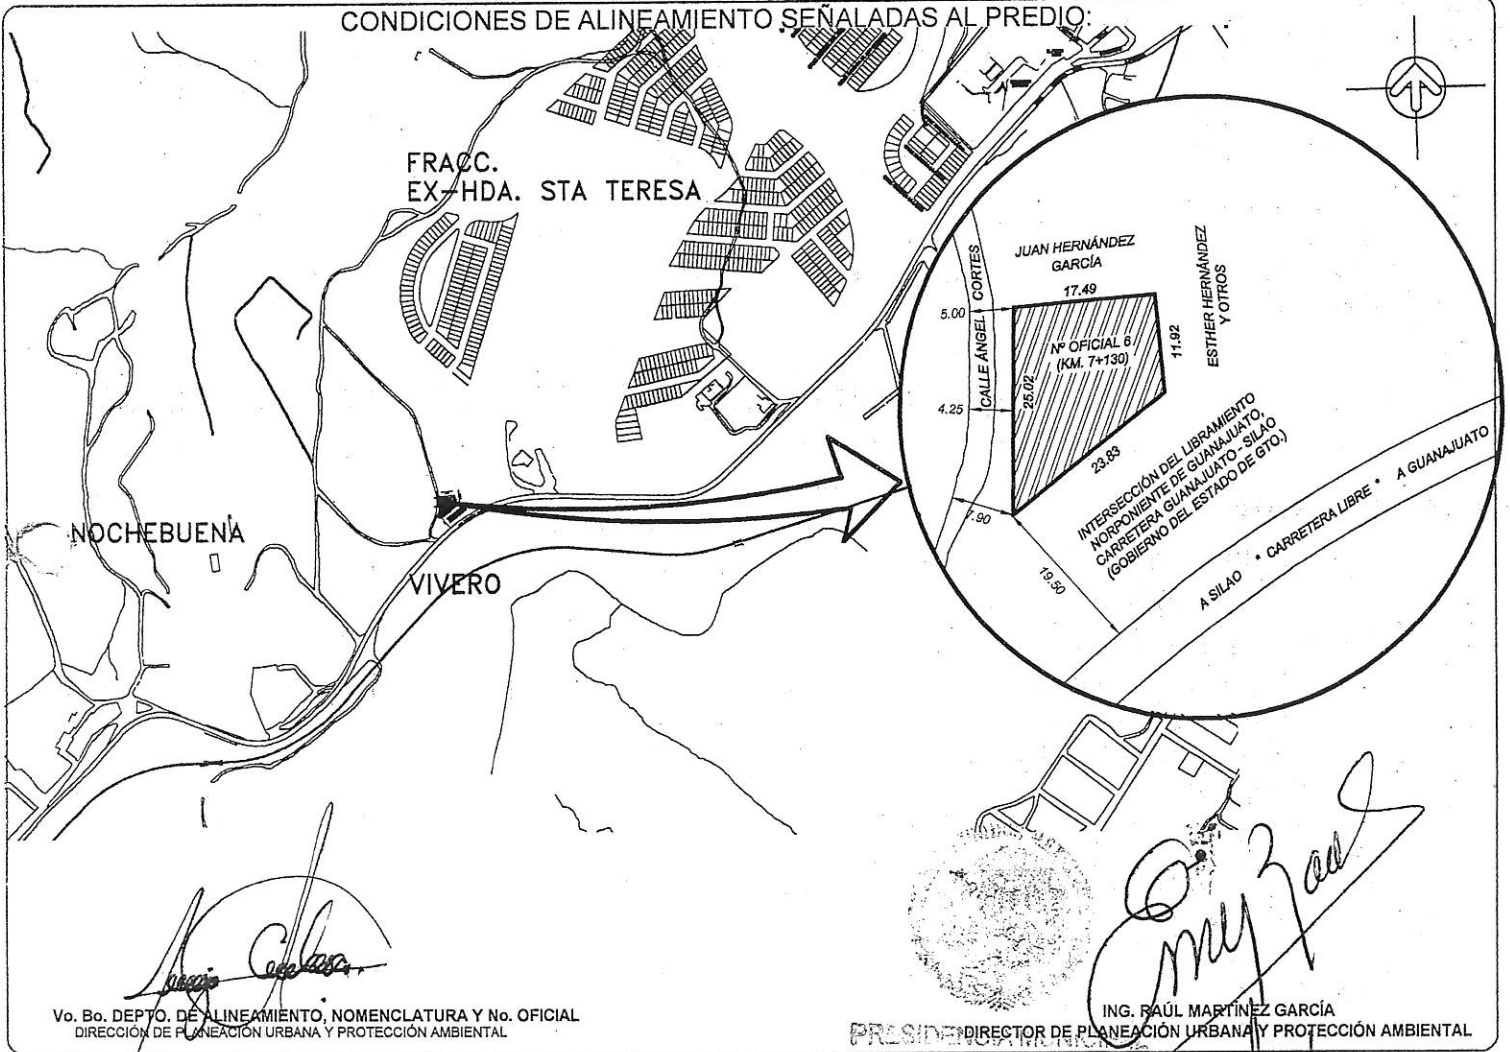 CONDICIONES DE ALINEAMIENTO SEÑALADAS AL PREDIO:
FRACC.
EX-HDA. STA TERESA
NOCHEBUENA
VIVERO
JUAN HERNÁNDEZ
GARCÍA
17.49
ESTHER HERNÁNDEZ
Y OTROS
11.92
CALLE ÁNGEL CORTES
5.00
4.25
Nº OFICIAL 6
(KM. 7+130)
25.02
23.83
7.90
19.50
INTERSECCIÓN DEL LIBRAMIENTO
NORPONIENTE DE GUANAJUATO,
CARRETERA GUANAJUATO - SILAO
(GOBIERNO DEL ESTADO DE GTO.)
A SILAO * CARRETERA LIBRE * A GUANAJUATO
Vo. Bo. DEPTO. DE ALINEAMIENTO, NOMENCLATURA Y No. OFICIAL
DIRECCIÓN DE PLANEACIÓN URBANA Y PROTECCIÓN AMBIENTAL
ING. RAÚL MARTÍNEZ GARCÍA
DIRECTOR DE PLANEACIÓN URBANA Y PROTECCIÓN AMBIENTAL